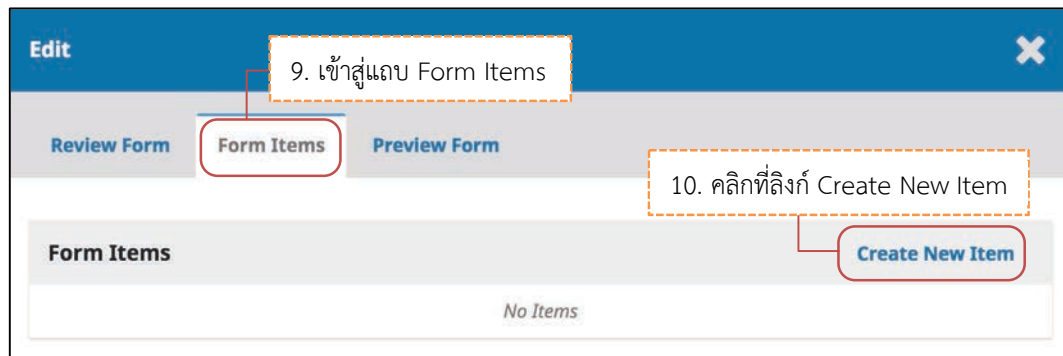 Edit
9. เข้าสู่แถบ Form Items
Review Form
Form Items
Preview Form
10. คลิกที่ลิงก์ Create New Item
Form Items
Create New Item
No Items